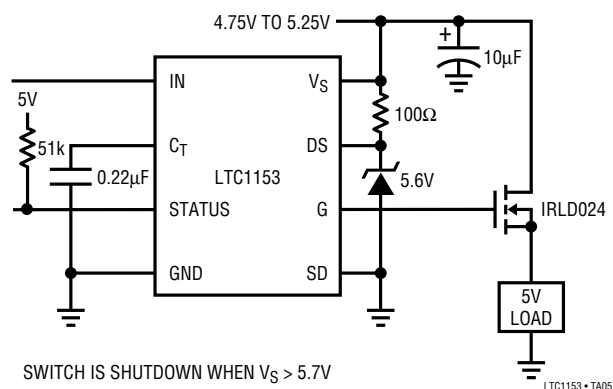 4.75V TO 5.25V
+
10µF
IN
VS
5V
100Ω
51k
CT
DS
0.22µF
LTC1153
5.6V
STATUS
G
IRLD024
GND
SD
5V
LOAD
SWITCH IS SHUTDOWN WHEN VS > 5.7V
LTC1153 • TA05